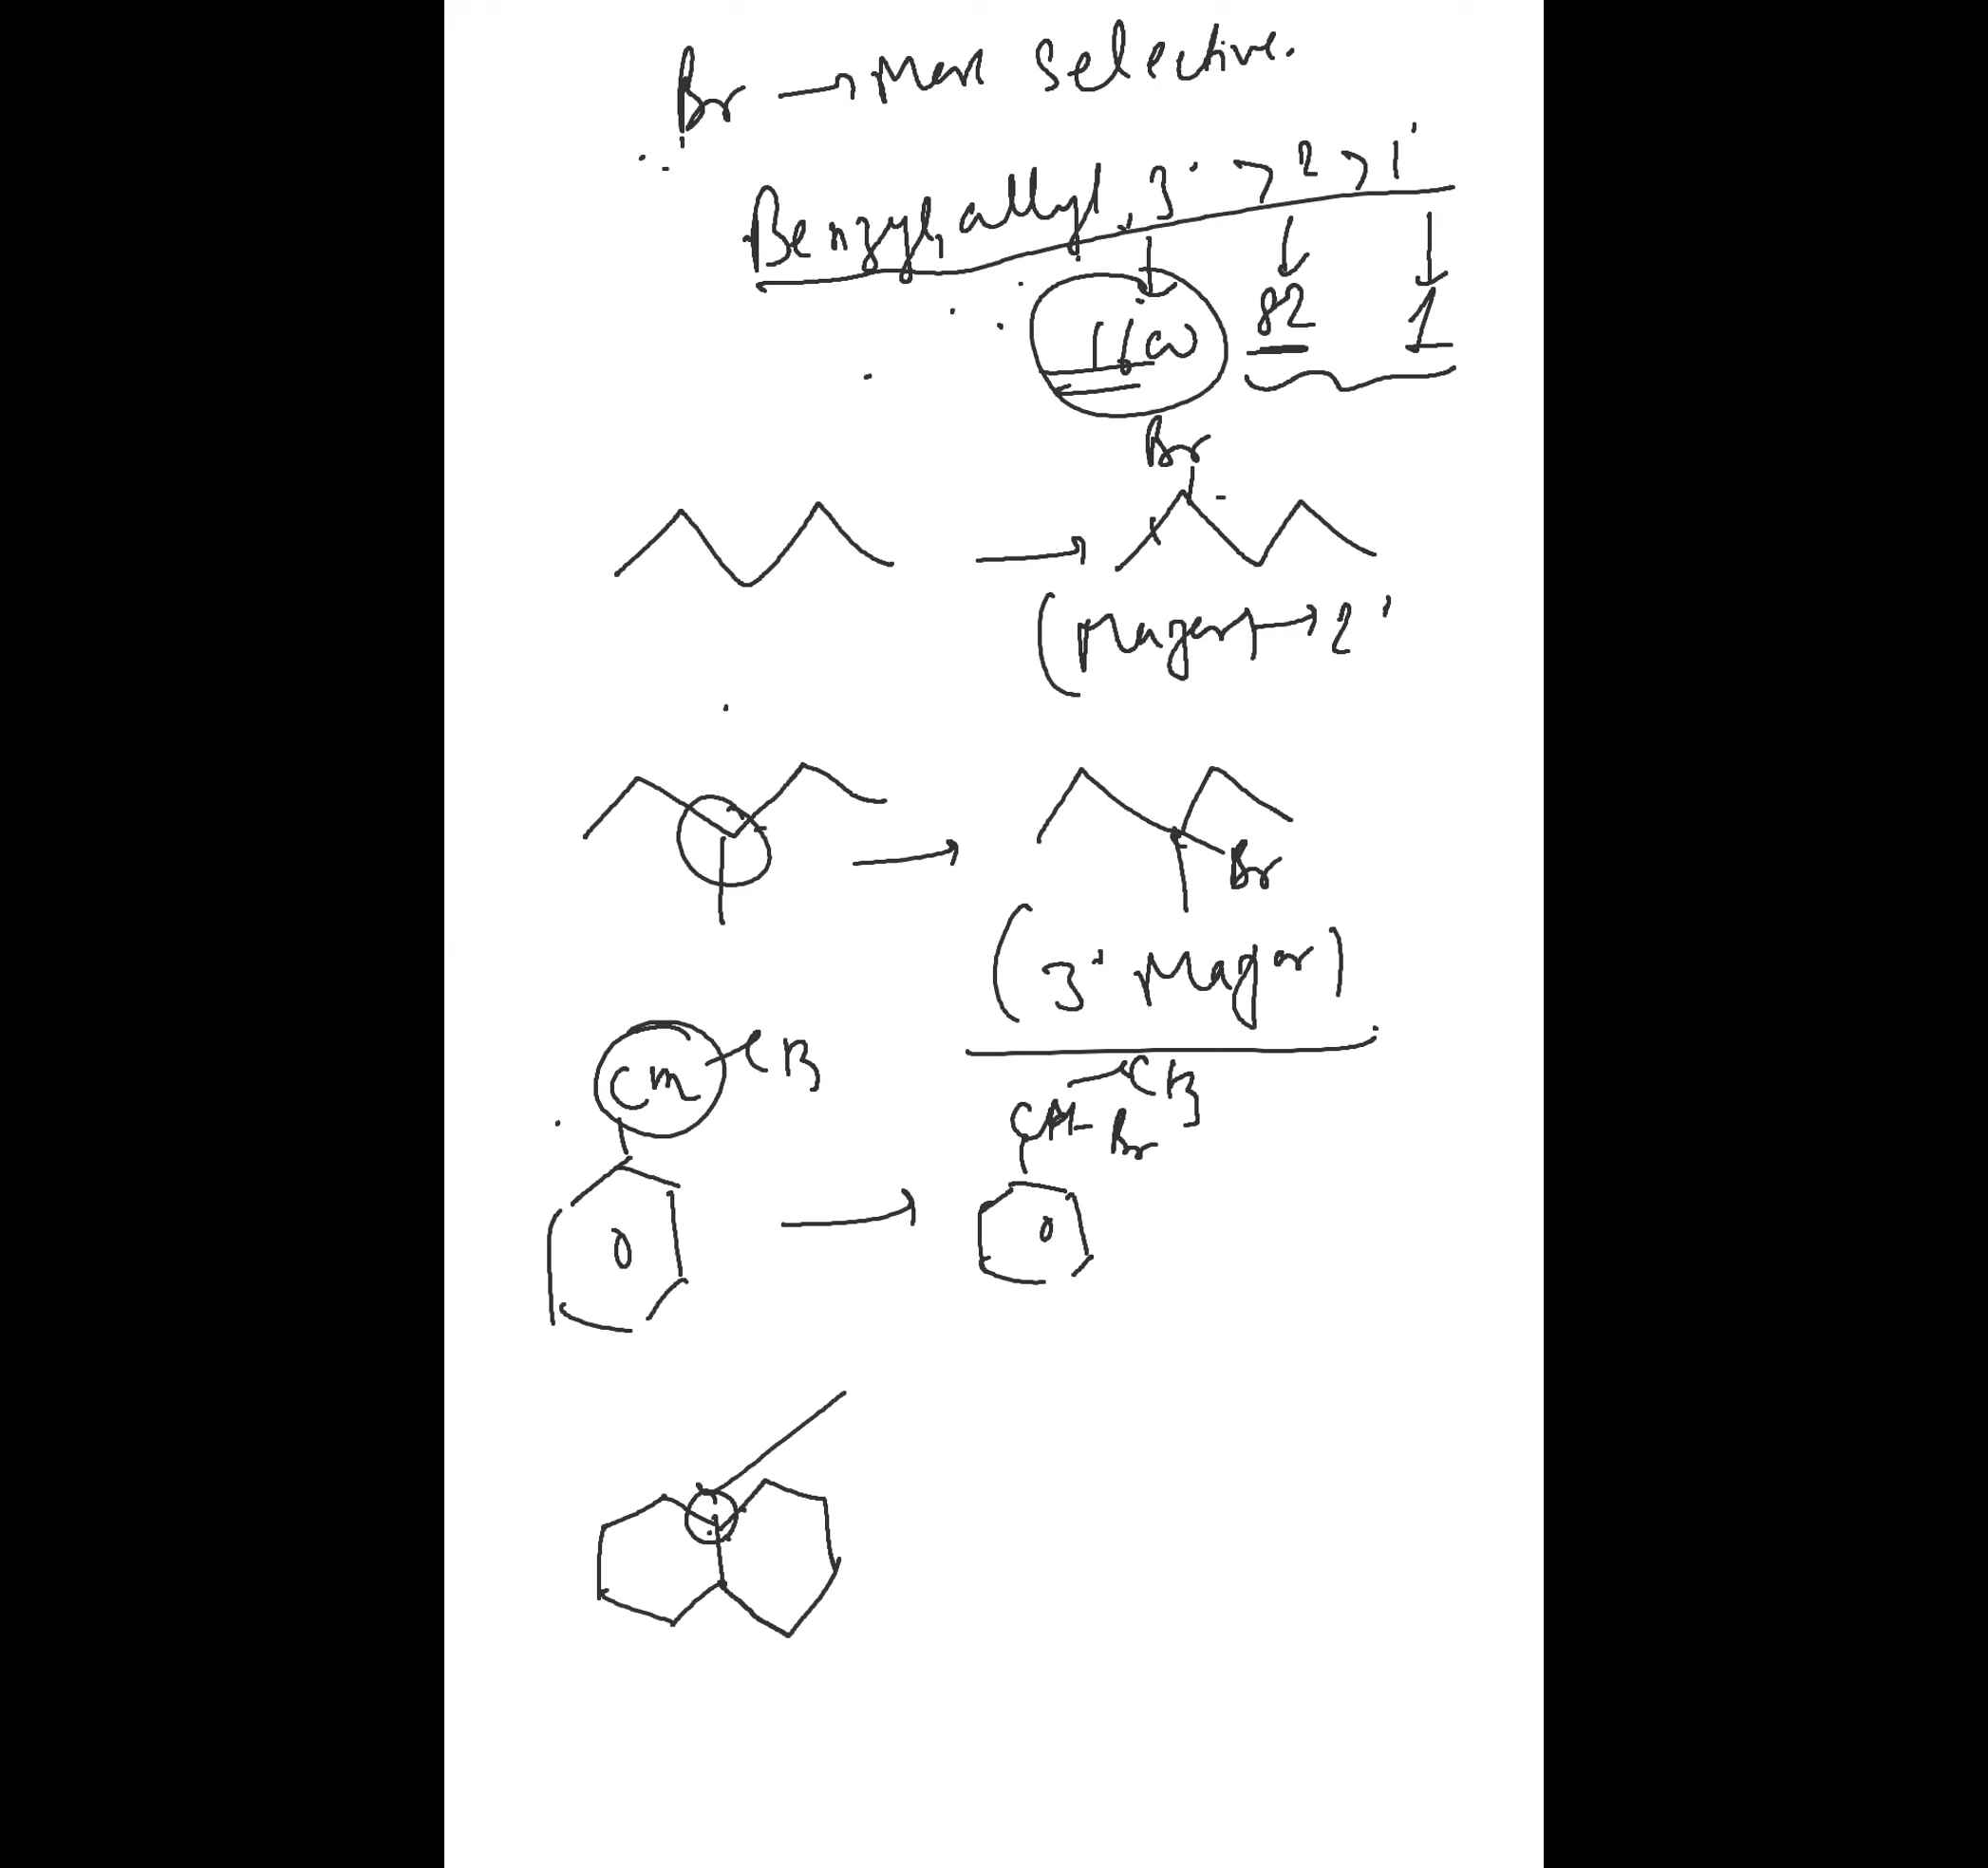 Br → More Selective.
Benzyl, allyl, 3° > 2 > 1°
1600 82 1
Br
(Major → 2°
Br
(3° Major)
CH2 CH3
CH3
CH - Br